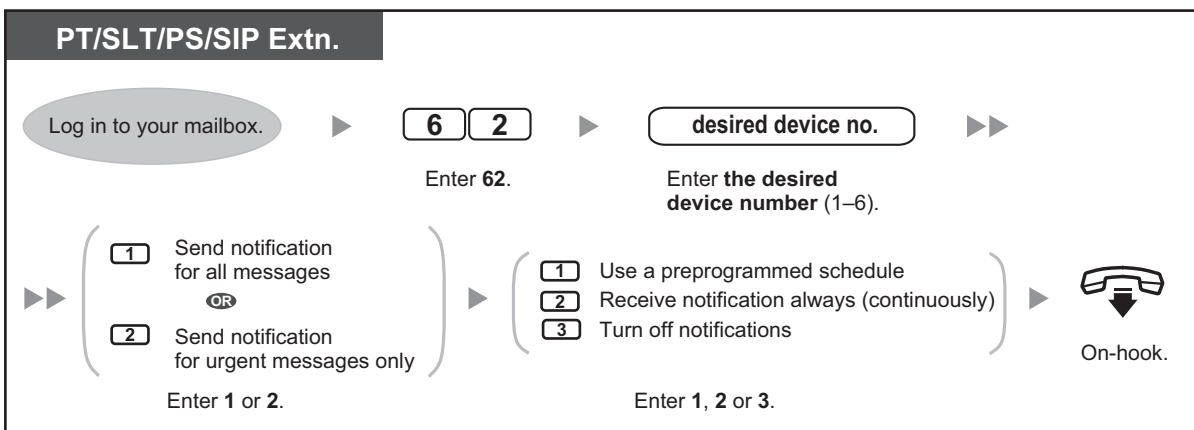 PT/SLT/PS/SIP Extn.
Log in to your mailbox.
6 2
desired device no.
Enter 62.
Enter the desired
device number (1–6).
1 Send notification
for all messages
OR
2 Send notification
for urgent messages only
Enter 1 or 2.
1 Use a preprogrammed schedule
2 Receive notification always (continuously)
3 Turn off notifications
Enter 1, 2 or 3.
On-hook.